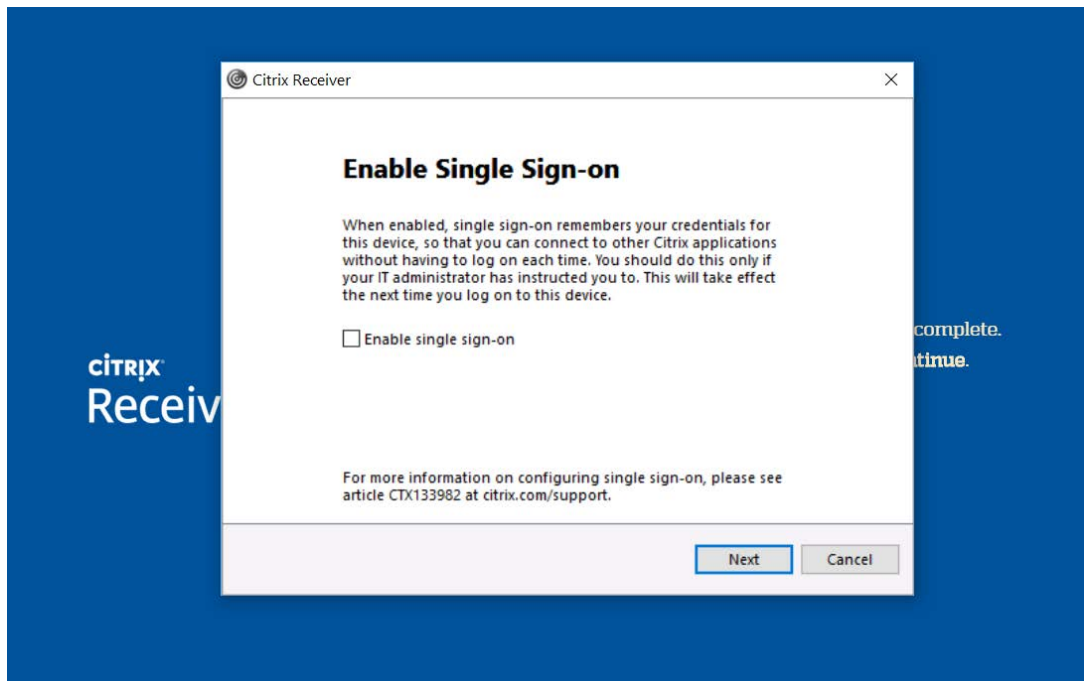 Citrix Receiver
Enable Single Sign-on
When enabled, single sign-on remembers your credentials for
this device, so that you can connect to other Citrix applications
without having to log on each time. You should do this only if
your IT administrator has instructed you to. This will take effect
the next time you log on to this device.
Enable single sign-on
complete.
CİTRIX
For more information on configuring single sign-on, please see
article CTX133982 at citrix.com/support.
Next
Cancel